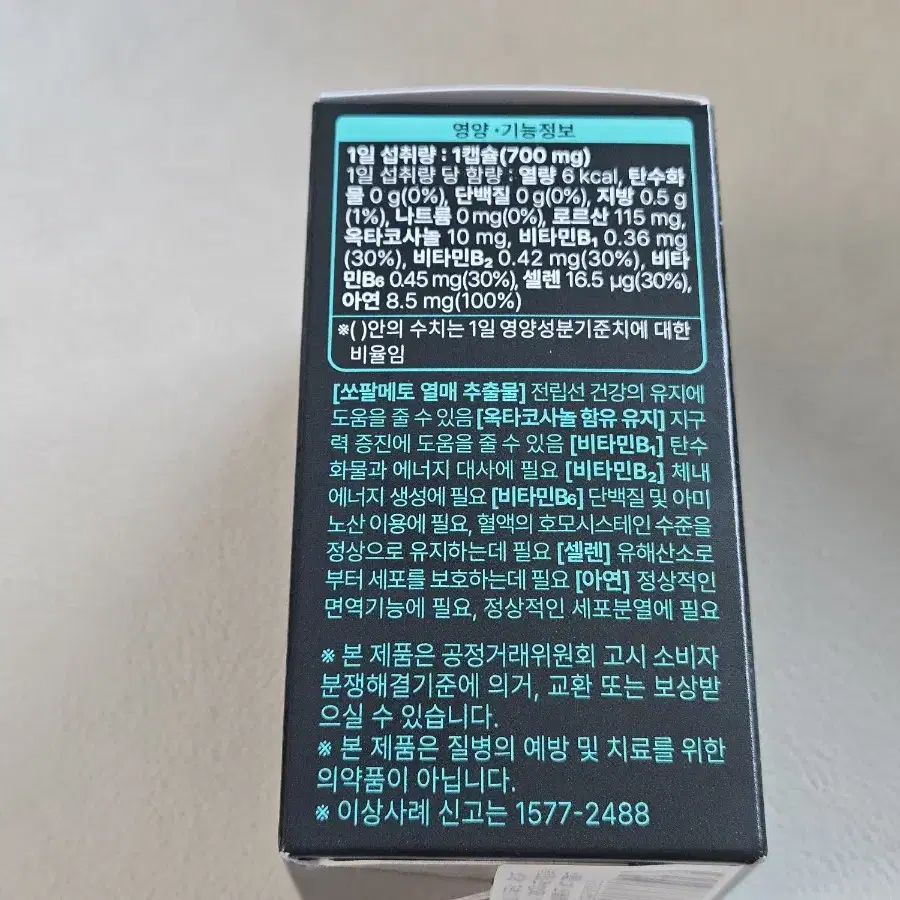 영양·기능정보
1일 섭취량 : 1캡슐(700 mg)
1일 섭취량 당 함량 : 열량 6 kcal, 탄수화
물 0 g(0%), 단백질 0 g(0%), 지방 0.5 g
(1%), 나트륨 0 mg(0%), 로르산 115 mg,
옥타코사놀 10 mg, 비타민B₁ 0.36 mg
(30%), 비타민B₂ 0.42 mg(30%), 비타
민B₆ 0.45 mg(30%), 셀렌 16.5 μg(30%),
아연 8.5 mg(100%)
※( )안의 수치는 1일 영양성분기준치에 대한
비율임
[쏘팔메토 열매 추출물] 전립선 건강의 유지에
도움을 줄 수 있음 [옥타코사놀 함유 유지] 지구
력 증진에 도움을 줄 수 있음 [비타민B₁] 탄수
화물과 에너지 대사에 필요 [비타민B₂] 체내
에너지 생성에 필요 [비타민B₆] 단백질 및 아미
노산 이용에 필요, 혈액의 호모시스테인 수준을
정상으로 유지하는데 필요 [셀렌] 유해산소로
부터 세포를 보호하는데 필요 [아연] 정상적인
면역기능에 필요, 정상적인 세포분열에 필요
※ 본 제품은 공정거래위원회 고시 소비자
분쟁해결기준에 의거, 교환 또는 보상받
으실 수 있습니다.
※ 본 제품은 질병의 예방 및 치료를 위한
의약품이 아닙니다.
※ 이상사례 신고는 1577-2488